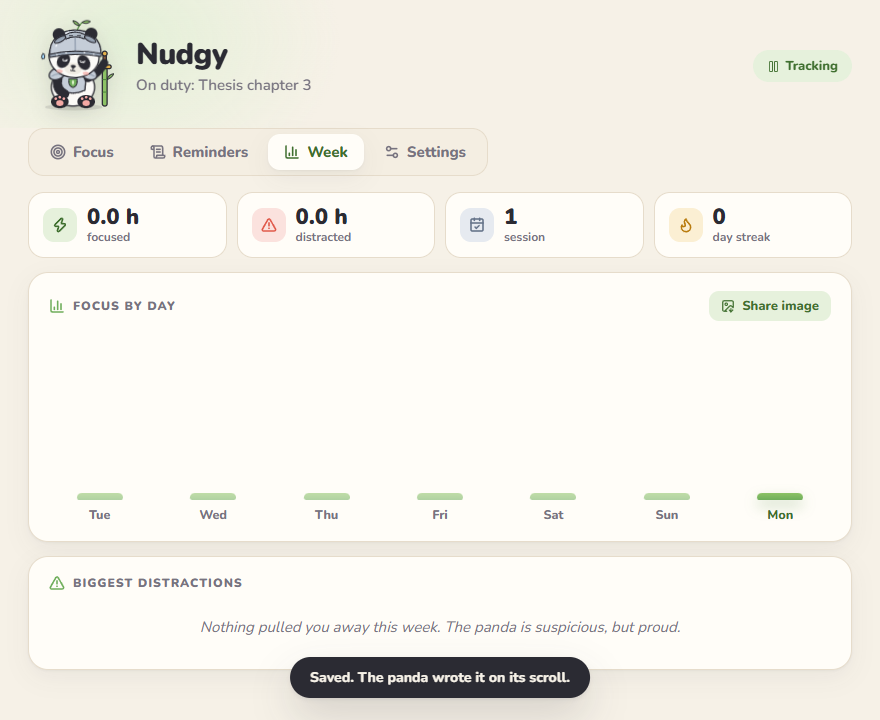 Nudgy
On duty: Thesis chapter 3
Tracking
Focus
Reminders
Week
Settings
0.0 h
focused
0.0 h
distracted
1
session
0
day streak
FOCUS BY DAY
Share image
Tue
Wed
Thu
Fri
Sat
Sun
Mon
BIGGEST DISTRACTIONS
Nothing pulled you away this week. The panda is suspicious, but proud.
Saved. The panda wrote it on its scroll.